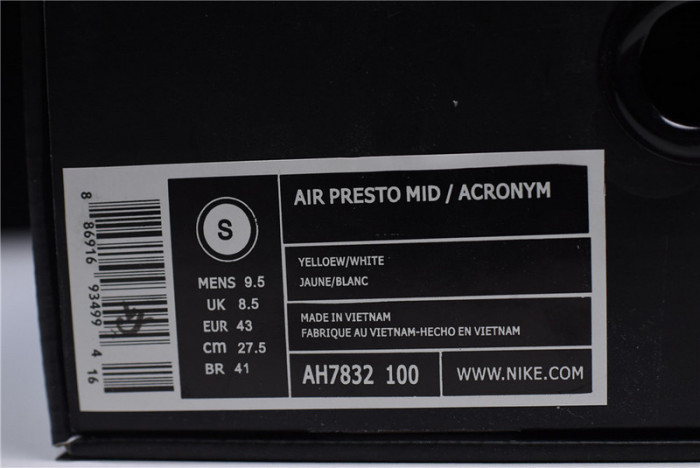 8 86916 93499 4 16
S
MENS 9.5
UK 8.5
EUR 43
cm 27.5
BR 41
AIR PRESTO MID / ACRONYM
YELLOEW/WHITE
JAUNE/BLANC
MADE IN VIETNAM
FABRIQUE AU VIETNAM-HECHO EN VIETNAM
AH7832 100
WWW.NIKE.COM